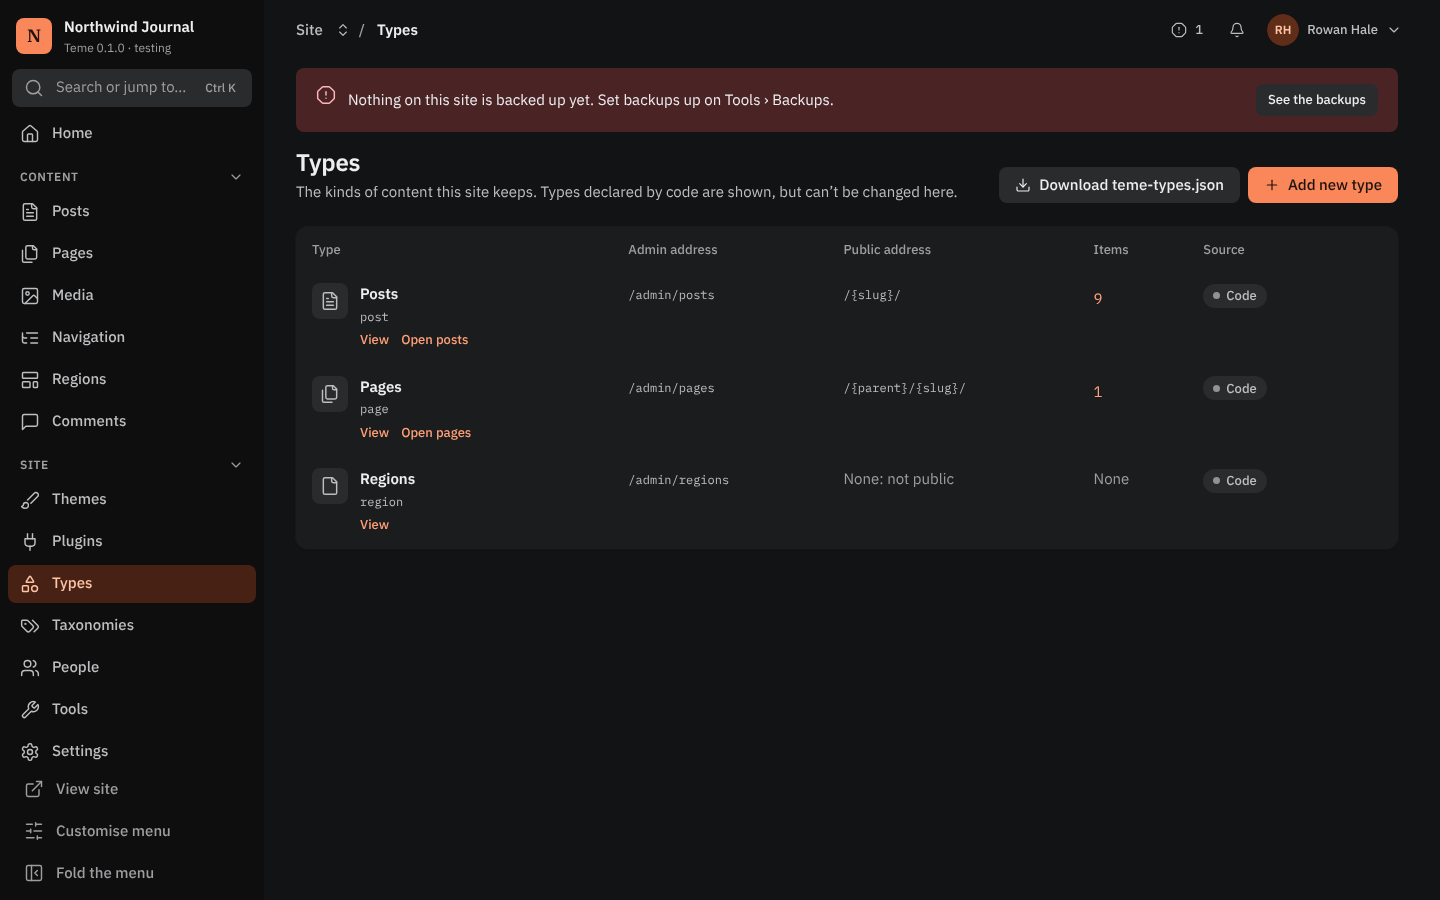 N
Northwind Journal
Teme 0.1.0 · testing
Search or jump to...
Ctrl K
Home
CONTENT
Posts
Pages
Media
Navigation
Regions
Comments
SITE
Themes
Plugins
Types
Taxonomies
People
Tools
Settings
View site
Customise menu
Fold the menu
Site / Types
1
RH
Rowan Hale
Nothing on this site is backed up yet. Set backups up on Tools › Backups.
See the backups
Types
The kinds of content this site keeps. Types declared by code are shown, but can’t be changed here.
Download teme-types.json
Add new type
Type Admin address Public address Items Source
Posts /admin/posts /{slug}/ 9 Code
post
View Open posts
Pages /admin/pages /{parent}/{slug}/ 1 Code
page
View Open pages
Regions /admin/regions None: not public None Code
region
View